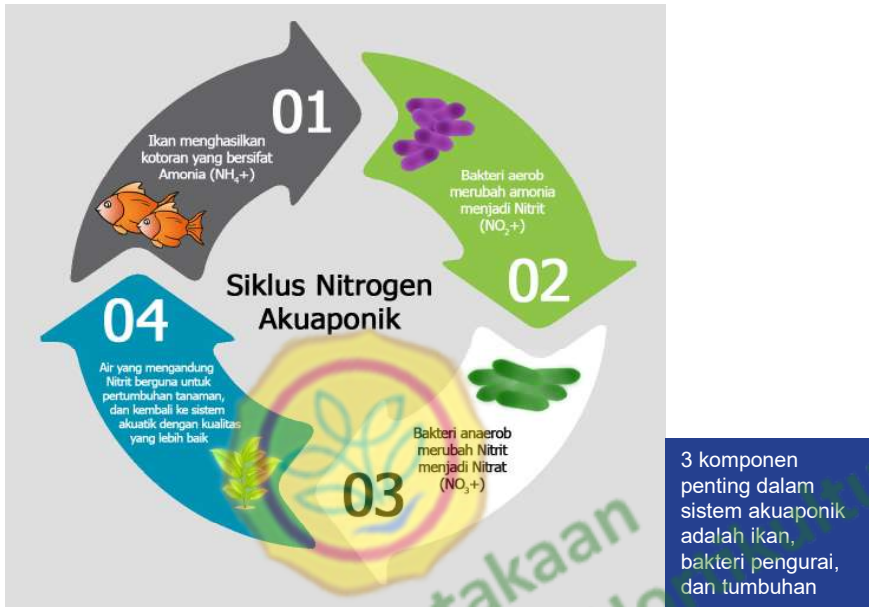 01
Ikan menghasilkan
kotoran yang bersifat
Amonia (NH₄+)
Bakteri aerob
merubah amonia
menjadi Nitrit
(NO₂+)
02
Siklus Nitrogen
Akuaponik
Bakteri anaerob
merubah Nitrit
menjadi Nitrat
(NO₃+)
03
04
Air yang mengandung
Nitrit berguna untuk
pertumbuhan tanaman,
dan kembali ke sistem
akuatik dengan kualitas
yang lebih baik
3 komponen
penting dalam
sistem akuaponik
adalah ikan,
bakteri pengurai,
dan tumbuhan